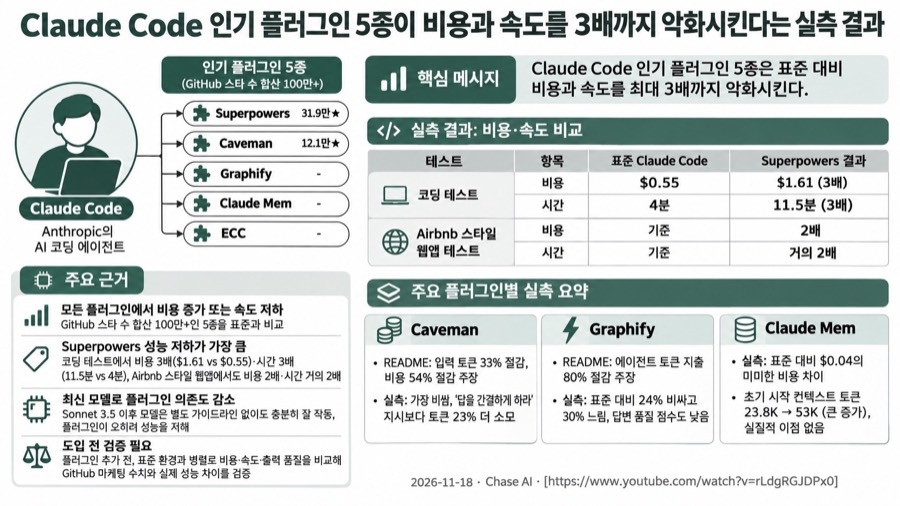 Claude Code 인기 플러그인 5종이 비용과 속도를 3배까지 악화시킨다는 실측 결과
인기 플러그인 5종
(GitHub 스타 수 합산 100만+)
Superpowers 31.9만★
Caveman 12.1만★
Graphify -
Claude Mem -
ECC -
Claude Code
Anthropic의
AI 코딩 에이전트
주요 근거
모든 플러그인에서 비용 증가 또는 속도 저하
GitHub 스타 수 합산 100만+인 5종을 표준과 비교
Superpowers 성능 저하가 가장 큼
코딩 테스트에서 비용 3배($1.61 vs $0.55)·시간 3배
(11.5분 vs 4분), Airbnb 스타일 웹앱에서도 비용 2배·시간 거의 2배
최신 모델로 플러그인 의존도 감소
Sonnet 3.5 이후 모델은 별도 가이드라인 없이도 충분히 잘 작동,
플러그인이 오히려 성능을 저해
도입 전 검증 필요
플러그인 추가 전, 표준 환경과 병렬로 비용·속도·출력 품질을 비교해
GitHub 마케팅 수치와 실제 성능 차이를 검증
핵심 메시지
Claude Code 인기 플러그인 5종은 표준 대비
비용과 속도를 최대 3배까지 악화시킨다.
</> 실측 결과: 비용·속도 비교
테스트 항목 표준 Claude Code Superpowers 결과
코딩 테스트
비용 $0.55 $1.61 (3배)
시간 4분 11.5분 (3배)
Airbnb 스타일
웹앱 테스트
비용 기준 2배
시간 기준 거의 2배
주요 플러그인별 실측 요약
Caveman
• README: 입력 토큰 33% 절감,
비용 54% 절감 주장
• 실측: 가장 비쌈, '답을 간결하게 하라'
지시보다 토큰 23% 더 소모
Graphify
• README: 에이전트 토큰 지출
80% 절감 주장
• 실측: 표준 대비 24% 비싸고
30% 느림, 답변 품질 점수도 낮음
Claude Mem
• 실측: 표준 대비 $0.04의
미미한 비용 차이
• 초기 시작 컨텍스트 토큰
23.8K → 53K (큰 증가),
실질적 이점 없음
2026-11-18 · Chase AI · [https://www.youtube.com/watch?v=rLdgRGJDPx0]